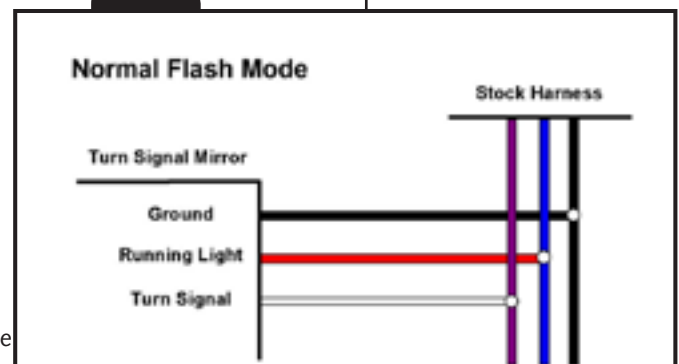 Normal Flash Mode
Stock Harness
Turn Signal Mirror
Ground
Running Light
Turn Signal
e